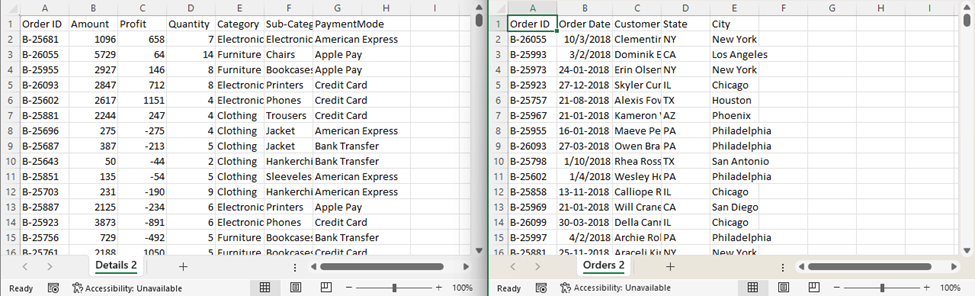 A B C D E F G H I
1 Order ID Amount Profit Quantity Category Sub-Categ PaymentMode
2 B-25681 1096 658 7 Electronic Electronic American Express
3 B-26055 5729 64 14 Furniture Chairs Apple Pay
4 B-25955 2927 146 8 Furniture Bookcases Apple Pay
5 B-26093 2847 712 8 Electronic Printers Credit Card
6 B-25602 2617 1151 4 Electronic Phones Credit Card
7 B-25881 2244 247 4 Clothing Trousers Credit Card
8 B-25696 275 -275 4 Clothing Jacket American Express
9 B-25687 387 -213 5 Clothing Jacket Bank Transfer
10 B-25643 50 -44 2 Clothing Hankerchi Bank Transfer
11 B-25851 135 -54 5 Clothing Sleeveles American Express
12 B-25703 231 -190 9 Clothing Hankerchi American Express
13 B-25887 2125 -234 6 Electronic Printers Apple Pay
14 B-25923 3873 -891 6 Electronic Phones Credit Card
15 B-25756 729 -492 5 Furniture Bookcases Bank Transfer
16 B-25761 2188 1050 5 Furniture Bookcases Credit Card
Details 2
Ready Accessibility: Unavailable 100%
A B C D E F G H I
1 Order ID Order Date Customer State City
2 B-26055 10/3/2018 Clementin NY New York
3 B-25993 3/2/2018 Dominik E CA Los Angeles
4 B-25973 24-01-2018 Erin Olsen NY New York
5 B-25923 27-12-2018 Skyler Cur IL Chicago
6 B-25757 21-08-2018 Alexis Fov TX Houston
7 B-25967 21-01-2018 Kameron AZ Phoenix
8 B-25955 16-01-2018 Maeve Pe PA Philadelphia
9 B-26093 27-03-2018 Owen Bra PA Philadelphia
10 B-25798 1/10/2018 Rhea Ross TX San Antonio
11 B-25602 1/4/2018 Wesley Ho PA Philadelphia
12 B-25858 13-11-2018 Calliope R IL Chicago
13 B-25969 21-01-2018 Will Crane CA San Diego
14 B-26099 30-03-2018 Della Cann IL Chicago
15 B-25997 4/2/2018 Archie Ro PA Philadelphia
16 B-25881 25-11-2018 Araceli Ki NY New York
Orders 2
Ready Accessibility: Unavailable 100%